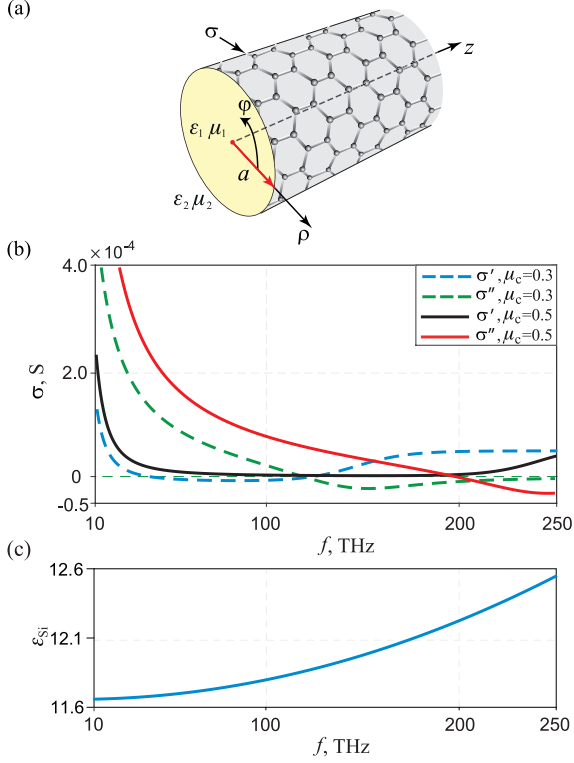 (a)
σ
z
φ
ε₁ μ₁
a
ε₂ μ₂
ρ
(b)
× 10⁻⁴
4.0
2.0
0
-0.5
σ, S
σ′, μc=0.3
σ″, μc=0.3
σ′, μc=0.5
σ″, μc=0.5
10 100 200 250
f, THz
(c)
12.6
12.1
11.6
εSi
10 100 200 250
f, THz